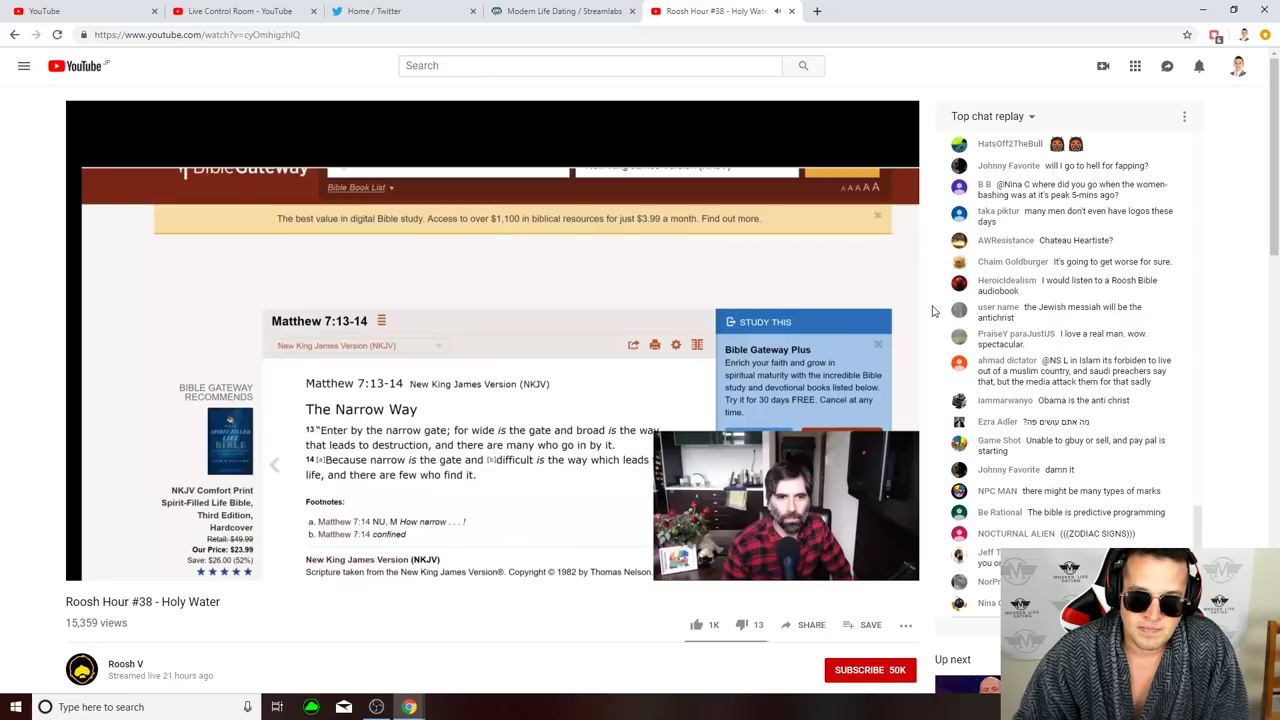 YouTube
Live Control Room - YouTube
Home / Twitter
Modern Life Dating / Streamlabs
Roosh Hour #38 - Holy Wate
https://www.youtube.com/watch?v=cyOmhigzhIQ
YouTube JP
Search
Top chat replay
BibleGateway
Bible Book List
A A A A A
The best value in digital Bible study. Access to over $1,100 in biblical resources for just $3.99 a month. Find out more.
Matthew 7:13-14
New King James Version (NKJV)
STUDY THIS
Bible Gateway Plus
Enrich your faith and grow in
spiritual maturity with the incredible Bible
study and devotional books listed below.
Try it for 30 days FREE. Cancel at any
time.
Matthew 7:13-14 New King James Version (NKJV)
The Narrow Way
13 "Enter by the narrow gate; for wide is the gate and broad is the way
that leads to destruction, and there are many who go in by it.
14 [a]Because narrow is the gate and [b]difficult is the way which leads
life, and there are few who find it.
Footnotes:
a. Matthew 7:14 NU, M How narrow . . . !
b. Matthew 7:14 confined
New King James Version (NKJV)
Scripture taken from the New King James Version®. Copyright © 1982 by Thomas Nelson.
BIBLE GATEWAY
RECOMMENDS
SPIRIT-FILLED
LIFE
BIBLE
NKJV Comfort Print
Spirit-Filled Life Bible,
Third Edition,
Hardcover
Retail: $49.99
Our Price: $23.99
Save: $26.00 (52%)
HatsOff2TheBull
Johnny Favorite will I go to hell for fapping?
B B @Nina C where did you go when the women-
bashing was at it's peak 5-mins ago?
taka piktur many men don't even have logos these
days
AWResistance Chateau Heartiste?
Chaim Goldburger It's going to get worse for sure.
HeroicIdealism I would listen to a Roosh Bible
audiobook
user name the Jewish messiah will be the
antichrist
PraiseY paraJustUS I love a real man. wow.
spectacular.
ahmad dictator @NS L in Islam its forbiden to live
out of a muslim country, and saudi preachers say
that, but the media attack them for that sadly
iammarwanyo Obama is the anti christ
Ezra Adler מה אתם עושים פה?
Game Shot Unable to gbuy or sell, and pay pal is
starting
Johnny Favorite damn it
NPC MAN there might be many types of marks
Be Rational The bible is predictive programming
NOCTURNAL ALIEN (((ZODIAC SIGNS)))
Jeff T
you o
NorPr
Nina C
Roosh Hour #38 - Holy Water
15,359 views
1K
13
SHARE
SAVE
Roosh V
Streamed live 21 hours ago
SUBSCRIBE 50K
Up next
MODERN LIFE
DATING
Type here to search